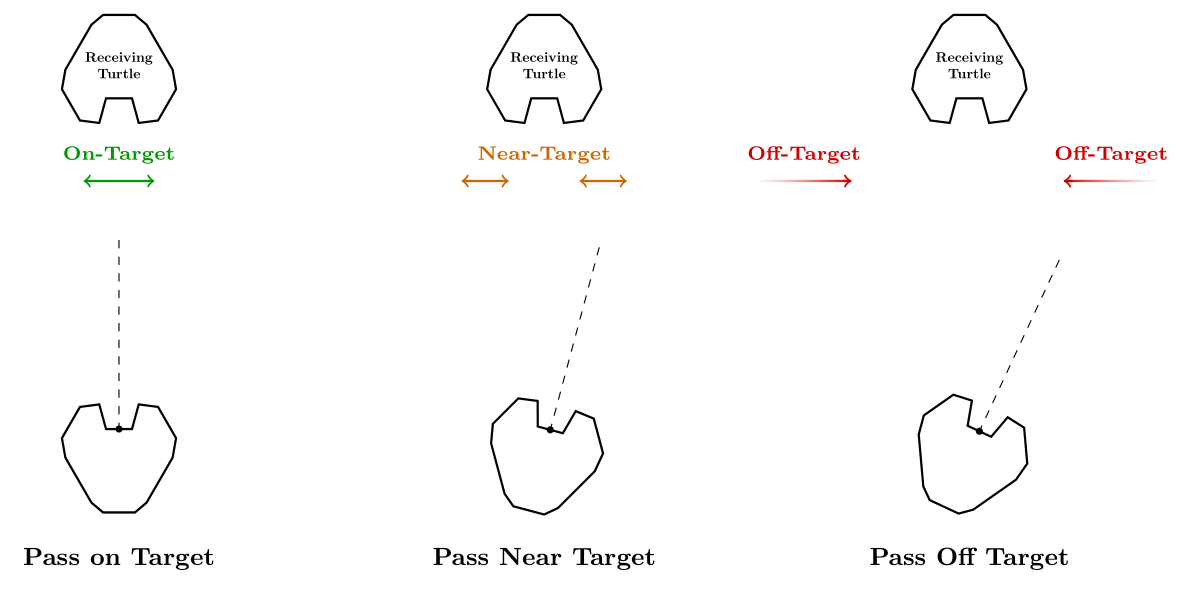 Receiving
Turtle
Receiving
Turtle
Receiving
Turtle
On-Target
Near-Target
Off-Target
Off-Target
Pass on Target
Pass Near Target
Pass Off Target